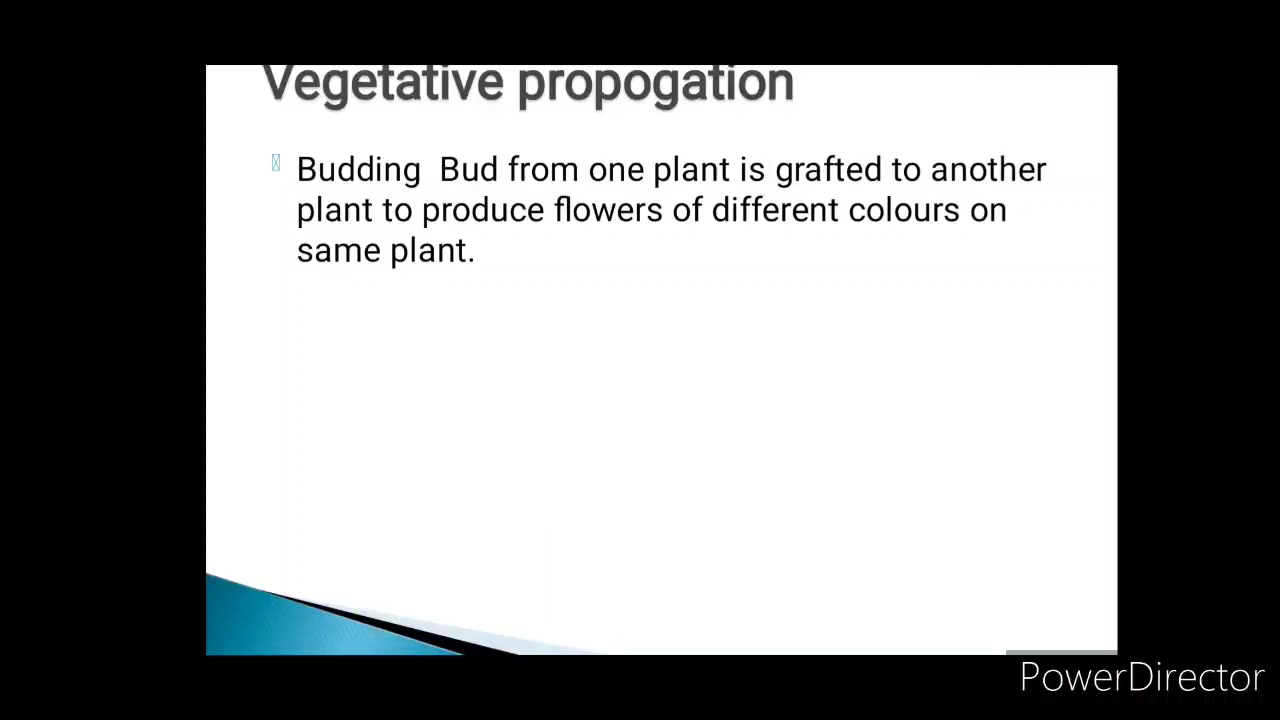 Vegetative propogation
Budding Bud from one plant is grafted to another
plant to produce flowers of different colours on
same plant.
PowerDirector